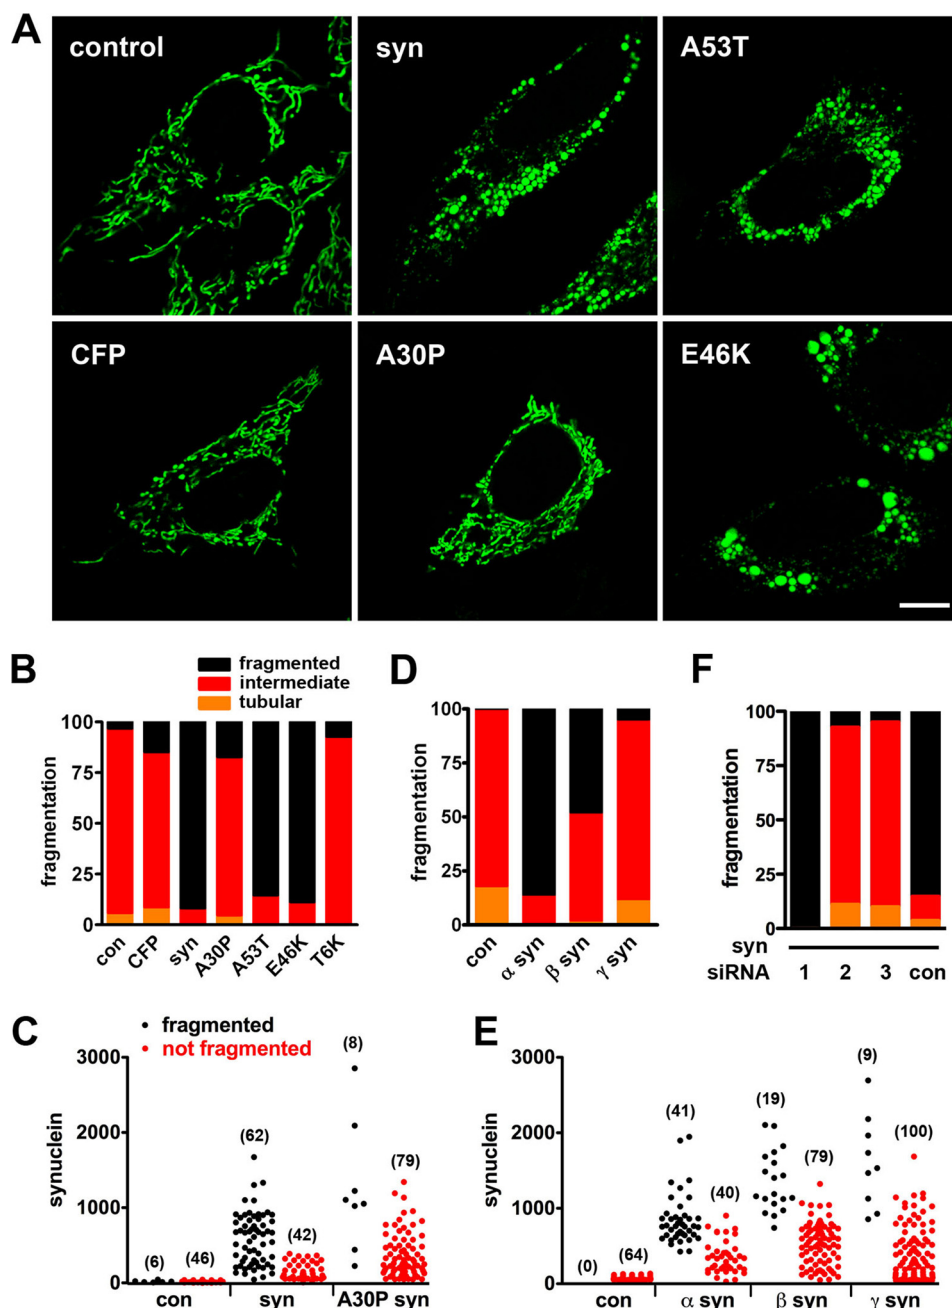 A
control
syn
A53T
CFP
A30P
E46K
B
fragmented
intermediate
tubular
fragmentation
100
75
50
25
0
con
CFP
syn
A30P
A53T
E46K
T6K
D
fragmentation
100
75
50
25
0
con
α syn
β syn
γ syn
F
fragmentation
100
75
50
25
0
syn
siRNA 1 2 3 con
C
fragmented
not fragmented
synuclein
3000
2000
1000
0
(6)
(46)
(62)
(42)
(8)
(79)
con syn A30P syn
E
synuclein
3000
2000
1000
0
(0)
(64)
(41)
(40)
(19)
(79)
(9)
(100)
con α syn β syn γ syn